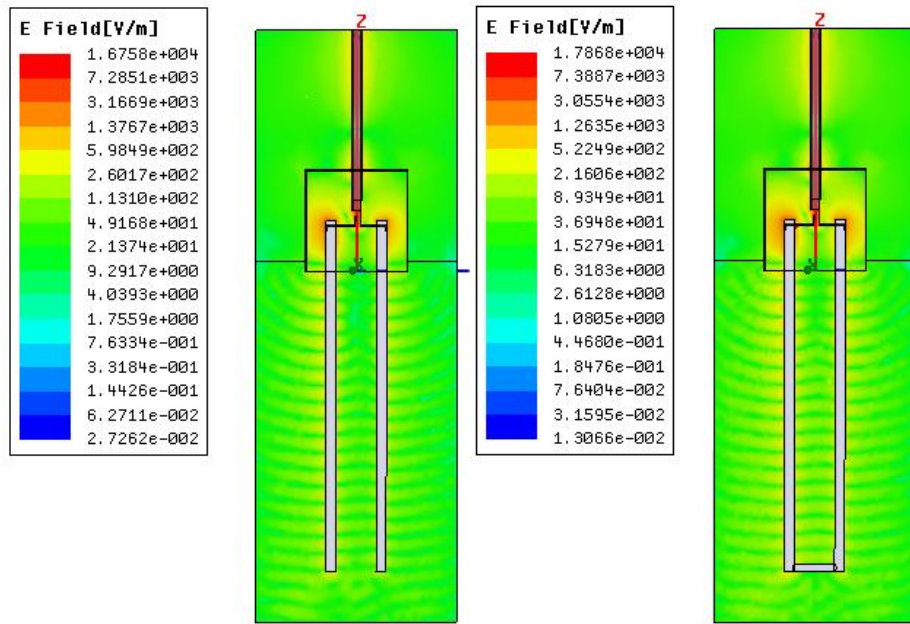 E Field[V/m]
1.6758e+004
7.2851e+003
3.1669e+003
1.3767e+003
5.9849e+002
2.6017e+002
1.1310e+002
4.9168e+001
2.1374e+001
9.2917e+000
4.0393e+000
1.7559e+000
7.6334e-001
3.3184e-001
1.4426e-001
6.2711e-002
2.7262e-002
Z
E Field[V/m]
1.7868e+004
7.3887e+003
3.0554e+003
1.2635e+003
5.2249e+002
2.1606e+002
8.9349e+001
3.6948e+001
1.5279e+001
6.3183e+000
2.6128e+000
1.0805e+000
4.4680e-001
1.8476e-001
7.6404e-002
3.1595e-002
1.3066e-002
Z